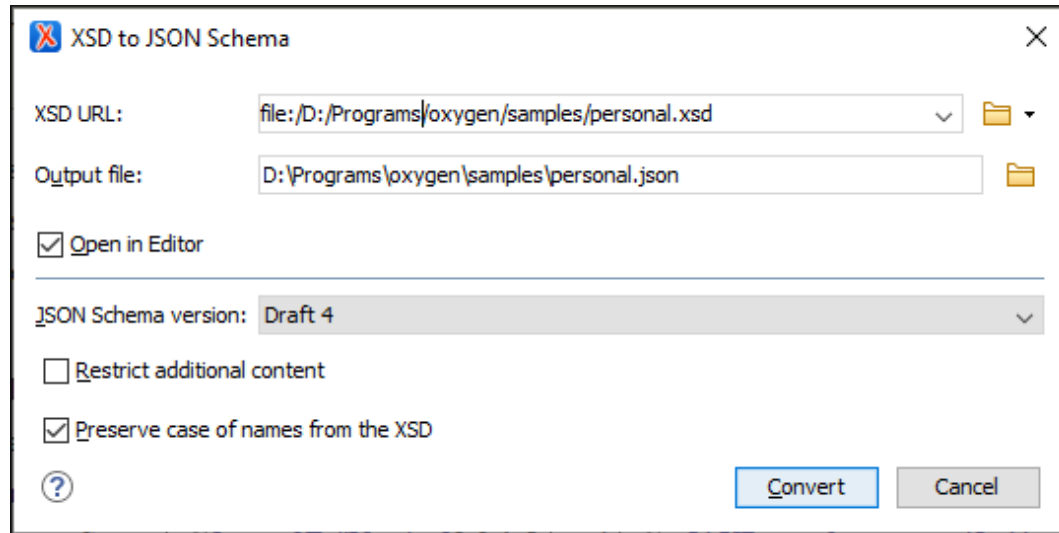 XSD to JSON Schema
XSD URL: file:/D:/Programs/oxygen/samples/personal.xsd
Output file: D:\Programs\oxygen\samples\personal.json
Open in Editor
JSON Schema version: Draft 4
Restrict additional content
Preserve case of names from the XSD
? Convert Cancel